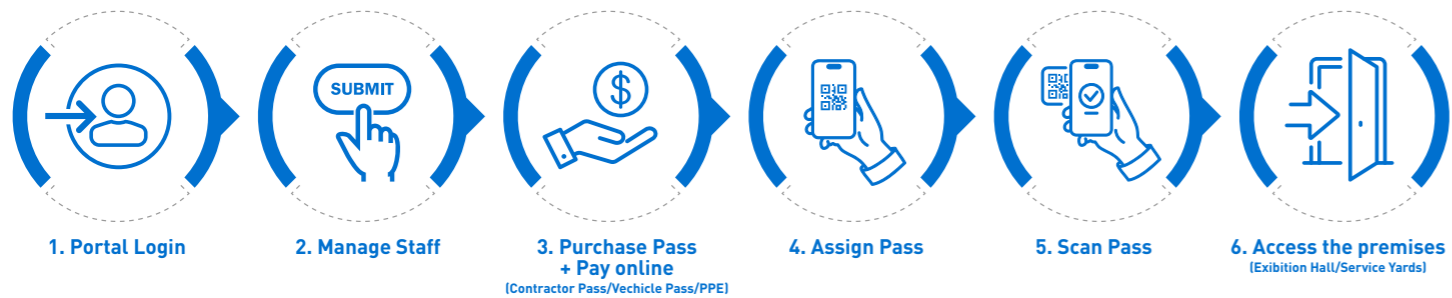 SUBMIT
$
1. Portal Login
2. Manage Staff
3. Purchase Pass
+ Pay online
(Contractor Pass/Vechicle Pass/PPE)
4. Assign Pass
5. Scan Pass
6. Access the premises
(Exibition Hall/Service Yards)